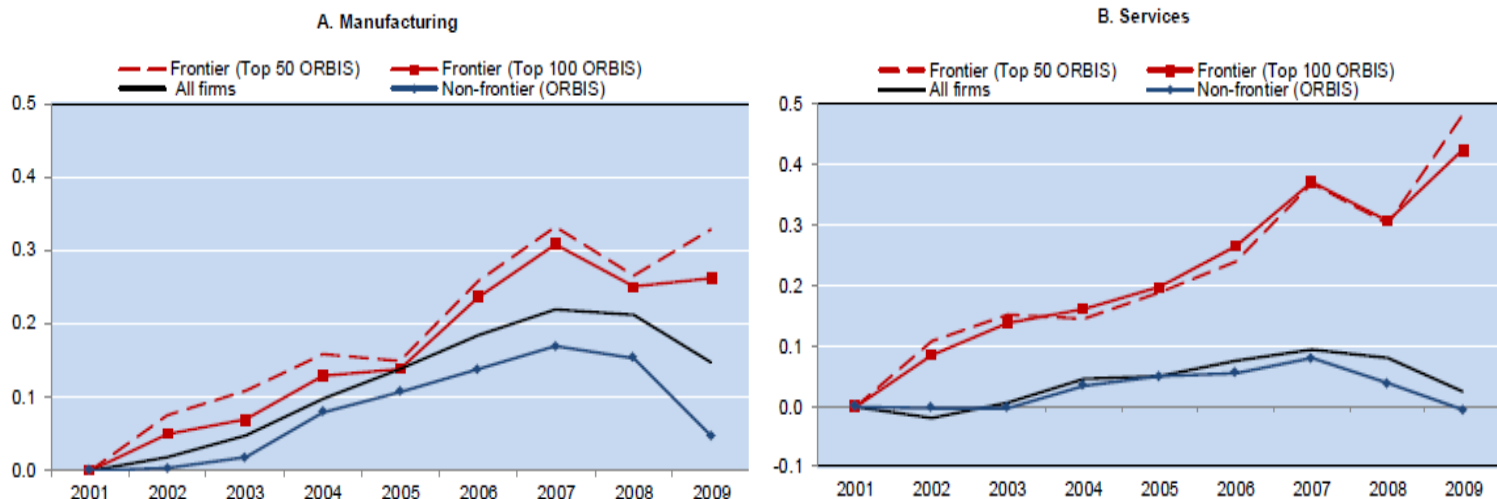 A. Manufacturing
Frontier (Top 50 ORBIS) Frontier (Top 100 ORBIS)
All firms Non-frontier (ORBIS)
0.5
0.4
0.3
0.2
0.1
0.0
2001 2002 2003 2004 2005 2006 2007 2008 2009
B. Services
Frontier (Top 50 ORBIS) Frontier (Top 100 ORBIS)
All firms Non-frontier (ORBIS)
0.5
0.4
0.3
0.2
0.1
0.0
-0.1
2001 2002 2003 2004 2005 2006 2007 2008 2009